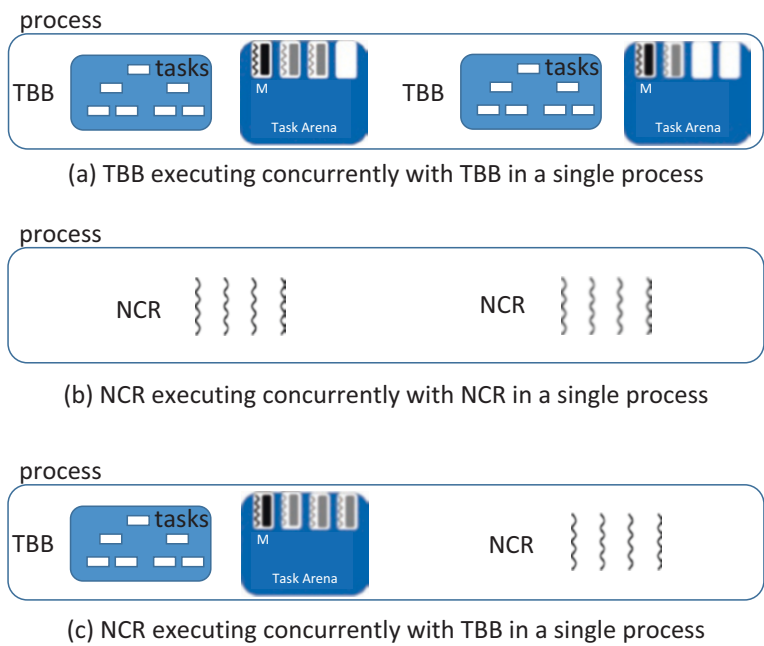 process
TBB tasks M Task Arena TBB tasks M Task Arena
(a) TBB executing concurrently with TBB in a single process
process
NCR NCR
(b) NCR executing concurrently with NCR in a single process
process
TBB tasks M Task Arena NCR
(c) NCR executing concurrently with TBB in a single process